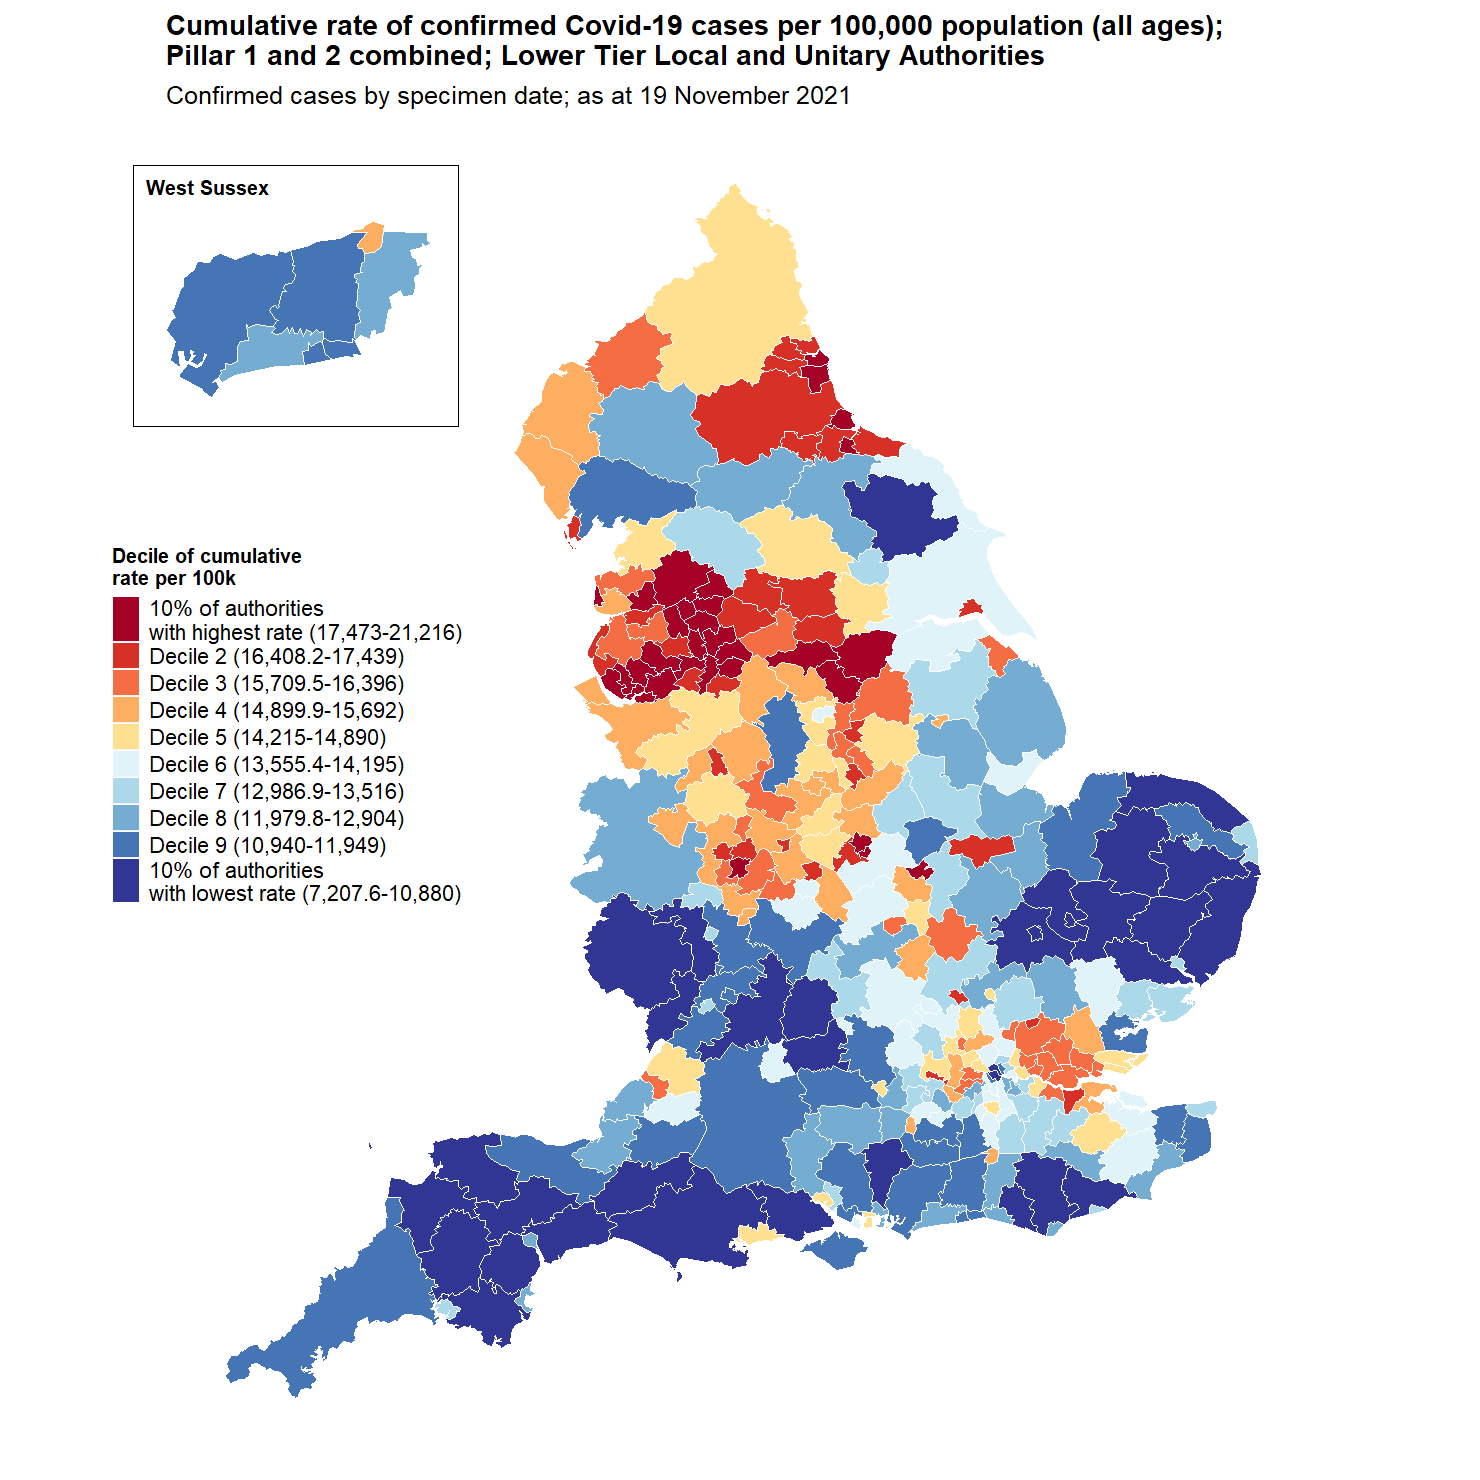 Cumulative rate of confirmed Covid-19 cases per 100,000 population (all ages);
Pillar 1 and 2 combined; Lower Tier Local and Unitary Authorities
Confirmed cases by specimen date; as at 19 November 2021
West Sussex
Decile of cumulative
rate per 100k
10% of authorities
with highest rate (17,473-21,216)
Decile 2 (16,408.2-17,439)
Decile 3 (15,709.5-16,396)
Decile 4 (14,899.9-15,692)
Decile 5 (14,215-14,890)
Decile 6 (13,555.4-14,195)
Decile 7 (12,986.9-13,516)
Decile 8 (11,979.8-12,904)
Decile 9 (10,940-11,949)
10% of authorities
with lowest rate (7,207.6-10,880)